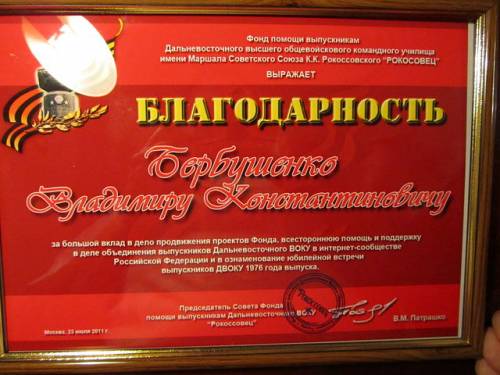 Фонд помощи выпускникам
Дальневосточного высшего общевойскового командного училища
имени Маршала Советского Союза К.К. Рокоссовского "РОКОСОВЕЦ"
ВЫРАЖАЕТ
БЛАГОДАРНОСТЬ
Бербушенко
Владимиру Константиновичу
за большой вклад в дело продвижения проектов Фонда, всестороннюю помощь и поддержку
в деле объединения выпускников Дальневосточного ВОКУ в интернет-сообществе
Российской Федерации и в ознаменование юбилейной встречи
выпускников ДВОКУ 1976 года выпуска.
Председатель Совета Фонда
помощи выпускникам Дальневосточного ВОКУ
"Рокоссовец"
В.М. Патрашко
Москва, 23 июля 2011 г.